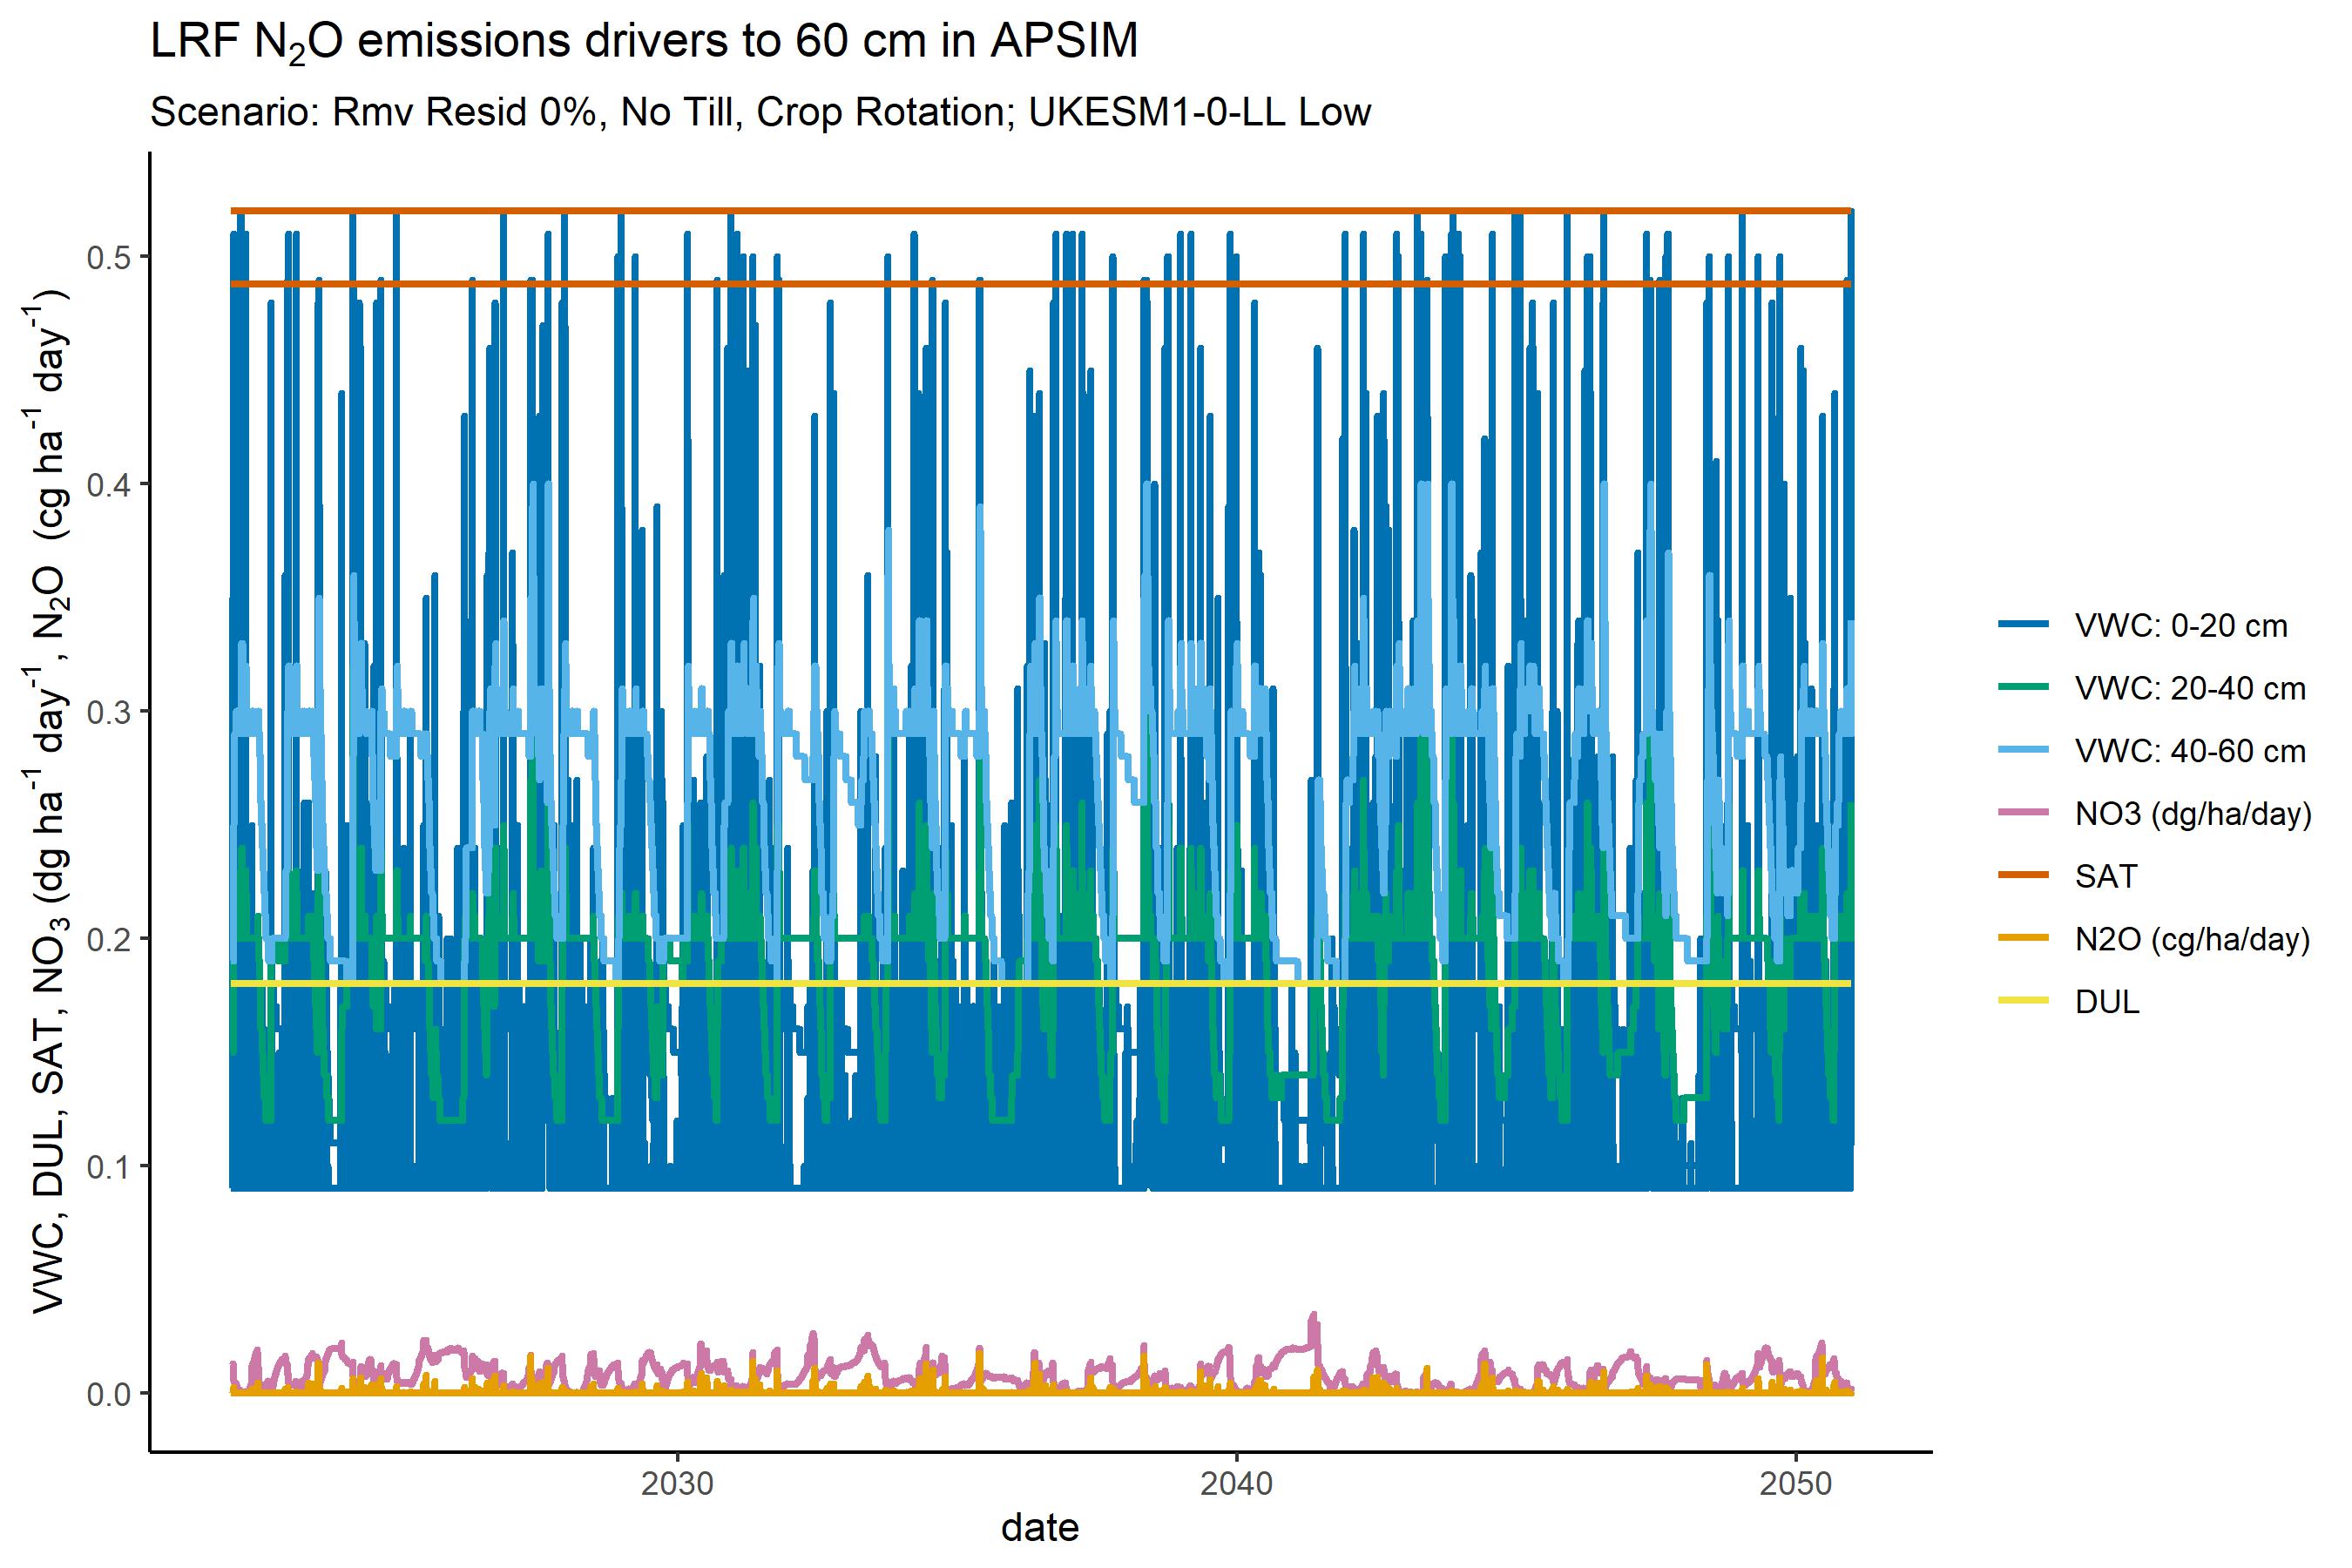 LRF N₂O emissions drivers to 60 cm in APSIM
Scenario: Rmv Resid 0%, No Till, Crop Rotation; UKESM1-0-LL Low
VWC, DUL, SAT, NO₃ (dg ha⁻¹ day⁻¹, N₂O (cg ha⁻¹ day⁻¹)
0.5
0.4
0.3
0.2
0.1
0.0
2030 2040 2050
date
VWC: 0-20 cm
VWC: 20-40 cm
VWC: 40-60 cm
NO3 (dg/ha/day)
SAT
N2O (cg/ha/day)
DUL